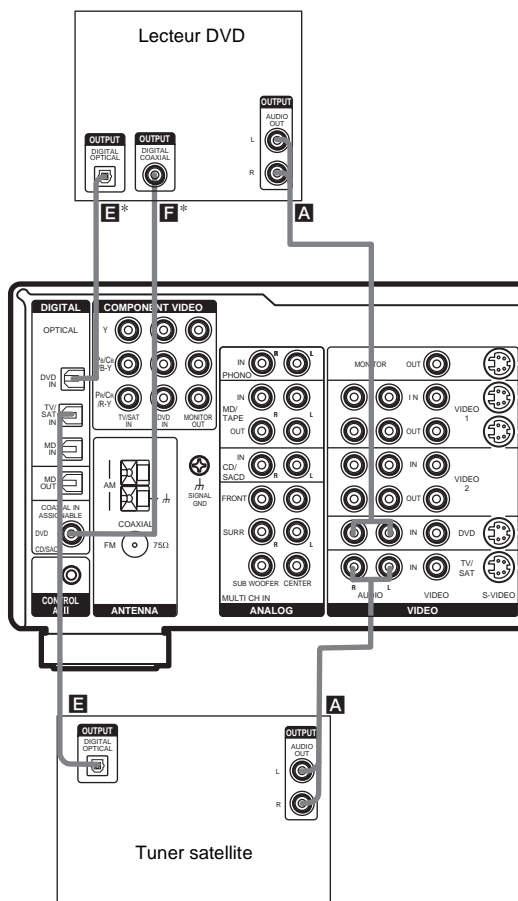 Lecteur DVD
OUTPUT
AUDIO
OUT
L
R
OUTPUT
DIGITAL
OPTICAL
OUTPUT
DIGITAL
COAXIAL
E*
F*
A
DIGITAL
OPTICAL
DVD
IN
TV/
SAT
IN
MD
IN
MD
OUT
COAXIAL IN
ASSIGNABLE
DVD
CD/SACD
CONTROL
A1II
COMPONENT VIDEO
Y
PB/CB
/B-Y
PR/CR
/R-Y
TV/SAT
IN
DVD
IN
MONITOR
OUT
AM
COAXIAL
FM
75Ω
ANTENNA
SIGNAL
GND
IN
R
L
PHONO
IN
MD/
TAPE
R
L
OUT
IN
CD/
SACD
R
L
FRONT
SURR
R
L
SUB WOOFER
CENTER
MULTI CH IN
ANALOG
MONITOR
OUT
IN
VIDEO
1
OUT
IN
VIDEO
2
OUT
IN
DVD
IN
TV/
SAT
R
L
AUDIO
VIDEO
S-VIDEO
VIDEO
E
A
OUTPUT
DIGITAL
OPTICAL
OUTPUT
AUDIO
OUT
L
R
Tuner satellite